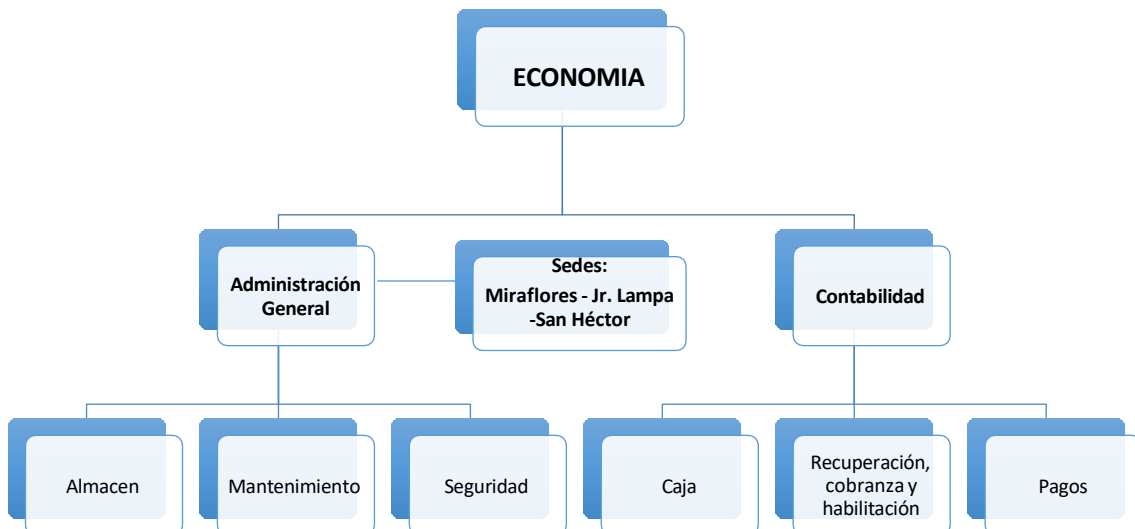 ECONOMIA
Administración
General
Sedes:
Miraflores - Jr. Lampa
-San Héctor
Contabilidad
Almacen
Mantenimiento
Seguridad
Caja
Recuperación,
cobranza y
habilitación
Pagos